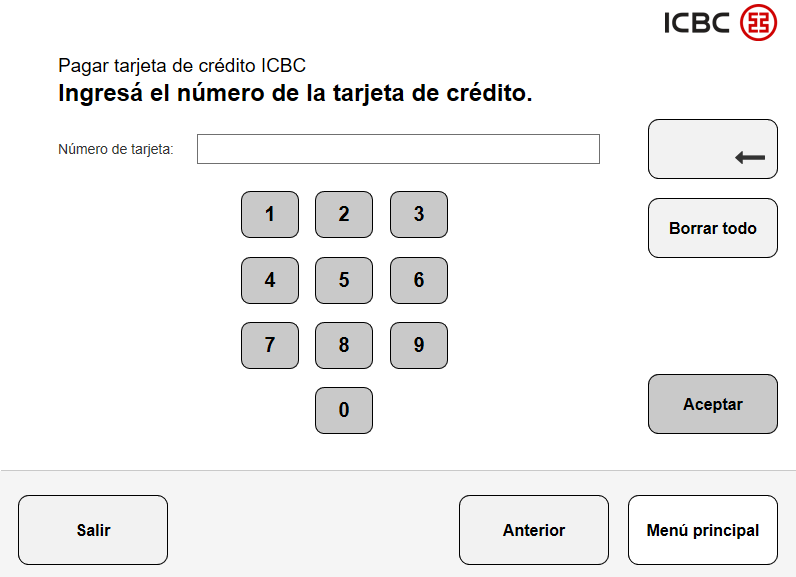 ICBC
Pagar tarjeta de crédito ICBC
Ingresá el número de la tarjeta de crédito.
Número de tarjeta:
1 2 3
Borrar todo
4 5 6
7 8 9
0
Aceptar
Salir
Anterior
Menú principal